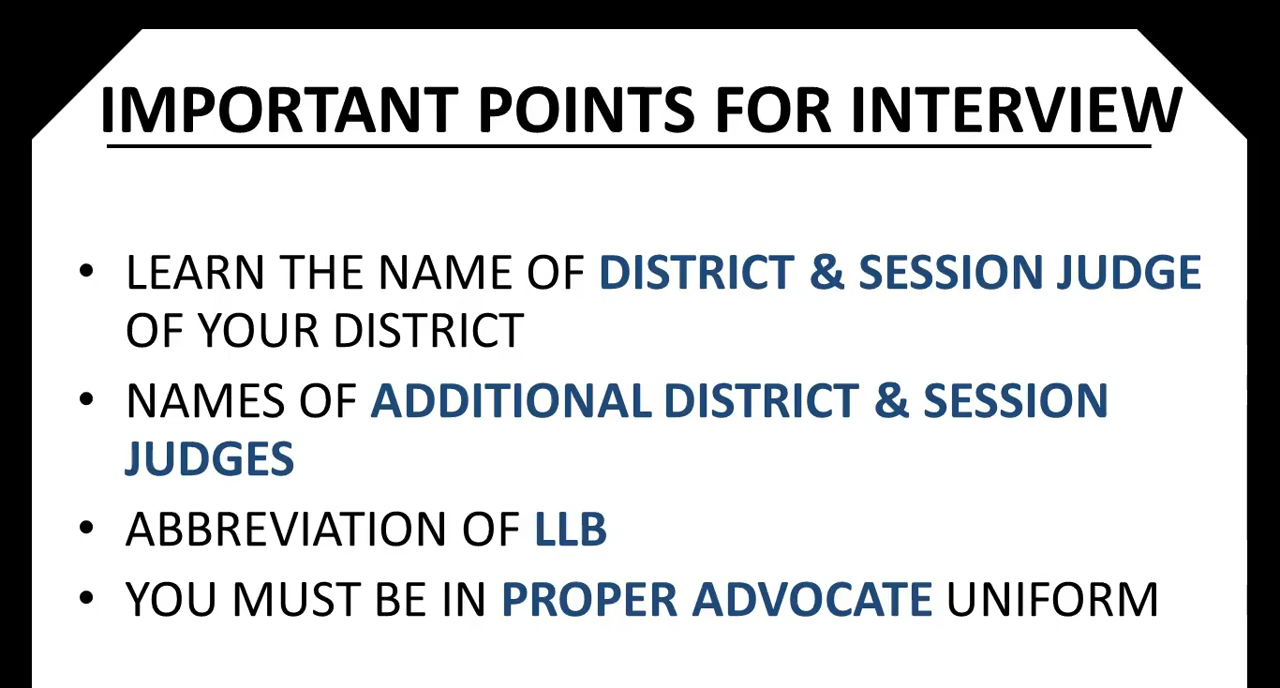 IMPORTANT POINTS FOR INTERVIEW
• LEARN THE NAME OF DISTRICT & SESSION JUDGE
OF YOUR DISTRICT
• NAMES OF ADDITIONAL DISTRICT & SESSION
JUDGES
• ABBREVIATION OF LLB
• YOU MUST BE IN PROPER ADVOCATE UNIFORM